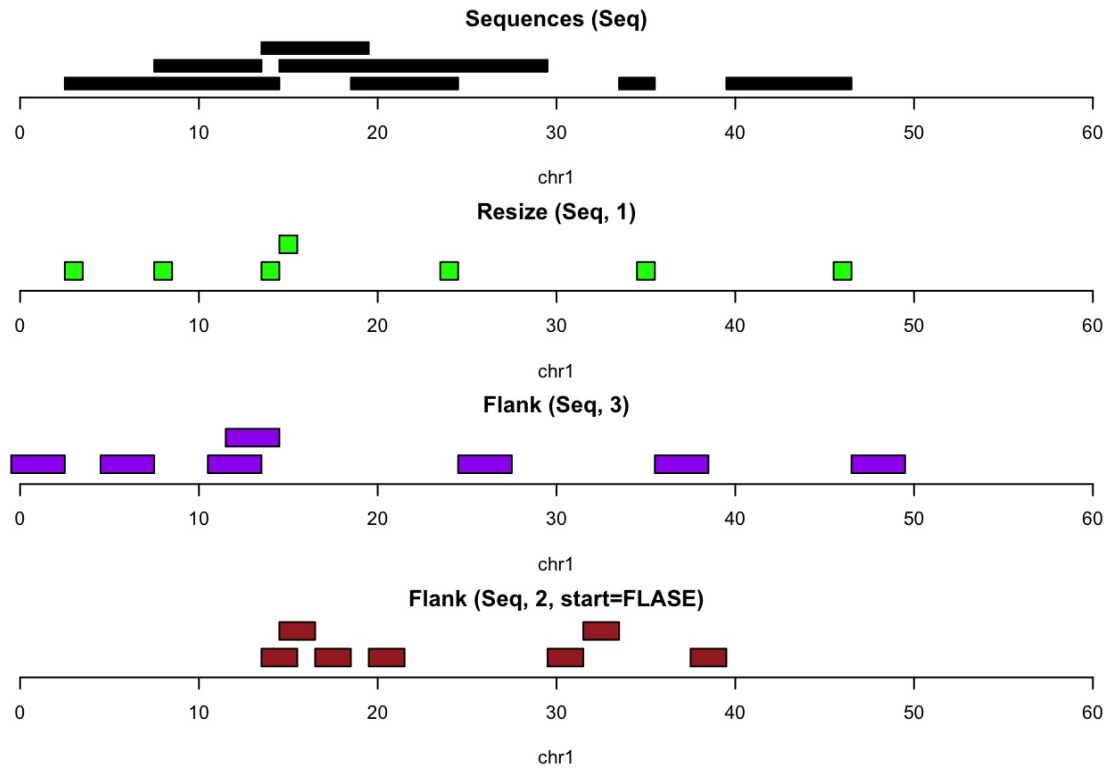 Sequences (Seq)
0 10 20 30 40 50 60
chr1
Resize (Seq, 1)
0 10 20 30 40 50 60
chr1
Flank (Seq, 3)
0 10 20 30 40 50 60
chr1
Flank (Seq, 2, start=FLASE)
0 10 20 30 40 50 60
chr1